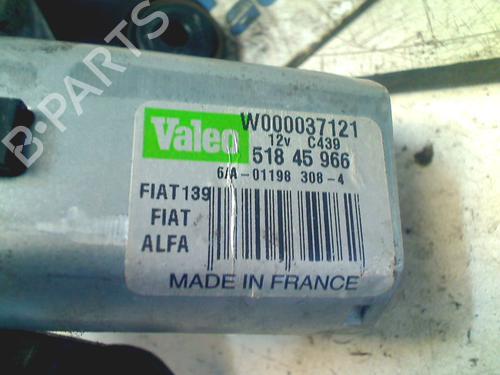 B-PARTS
W000037121
Valeo
12v C439
518 45 966
6/A-01198 308-4
FIAT139
FIAT
ALFA
MADE IN FRANCE